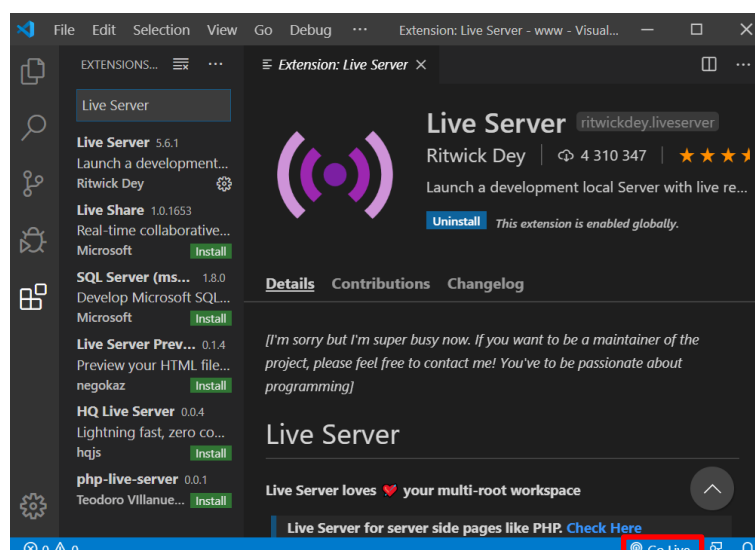 File Edit Selection View Go Debug ··· Extension: Live Server - www - Visual...
EXTENSIONS... ···
Extension: Live Server
Live Server
Live Server 5.6.1
Launch a development...
Ritwick Dey
Live Share 1.0.1653
Real-time collaborative...
Microsoft Install
SQL Server (ms... 1.8.0
Develop Microsoft SQL...
Microsoft Install
Live Server Prev... 0.1.4
Preview your HTML file...
negokaz Install
HQ Live Server 0.0.4
Lightning fast, zero co...
hqjs Install
php-live-server 0.0.1
Teodoro VIllanue... Install
Live Server ritwickdey.liveserver
Ritwick Dey 4 310 347
Launch a development local Server with live re...
Uninstall This extension is enabled globally.
Details Contributions Changelog
[I'm sorry but I'm super busy now. If you want to be a maintainer of the
project, please feel free to contact me! You've to be passionate about
programming]
Live Server
Live Server loves ❤ your multi-root workspace
Live Server for server side pages like PHP. Check Here
0 0 Go Live